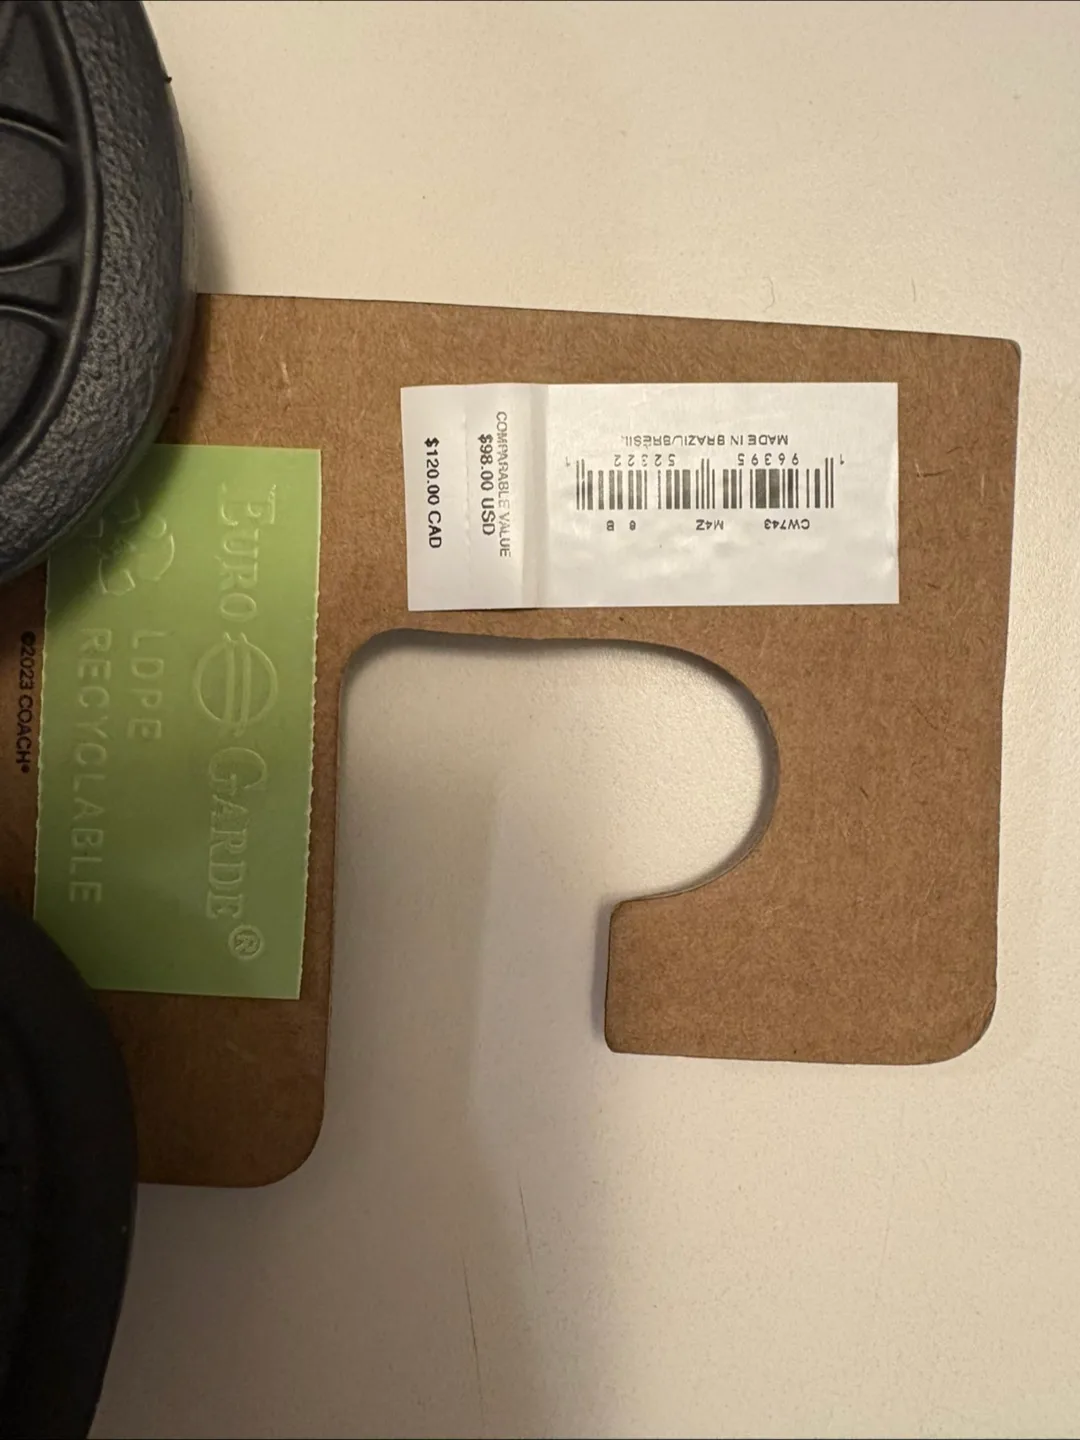 CW743 M4Z 6 B
1 96395 52322 1
MADE IN BRAZIL/BRÉSIL
COMPARABLE VALUE
$98.00 USD
$120.00 CAD
EURO GARDE®
LDPE
RECYCLABLE
©2023 COACH®